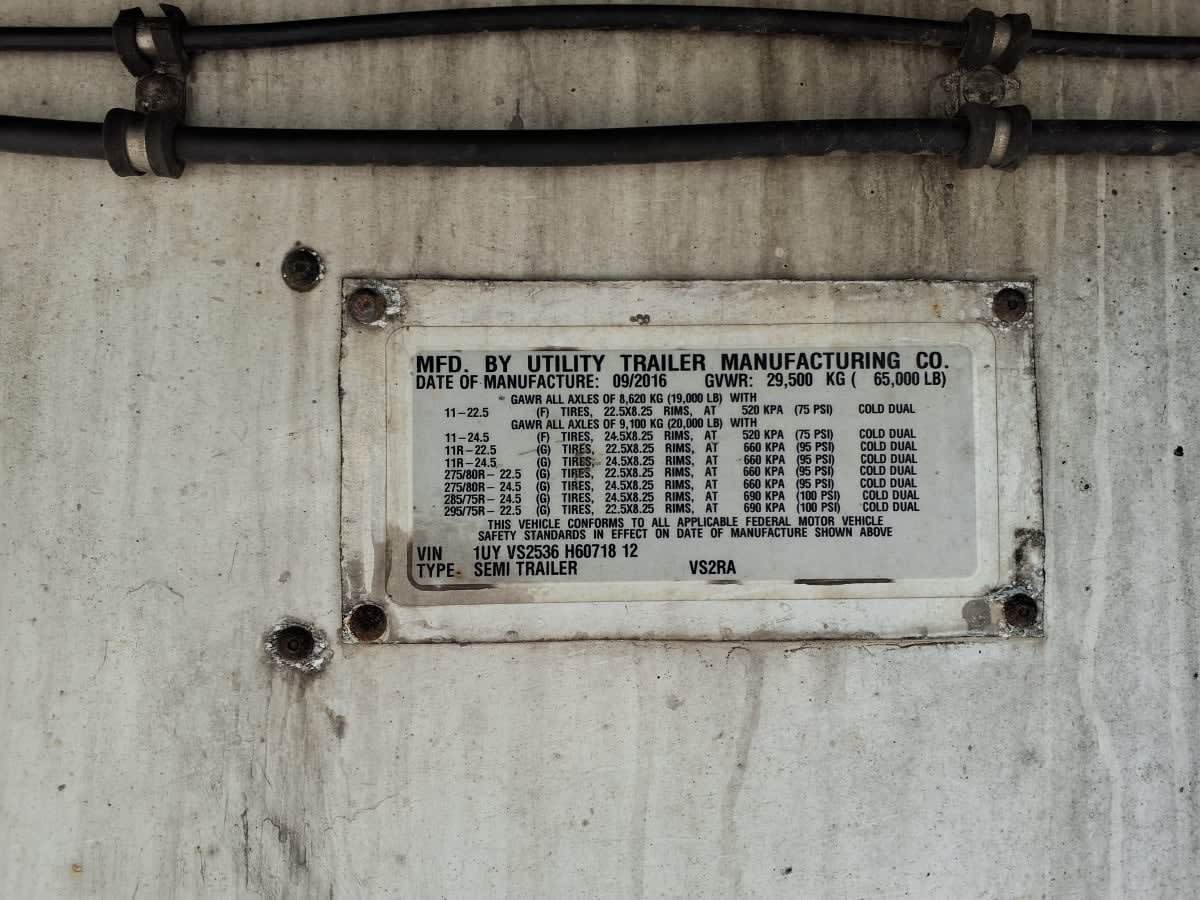 MFD. BY UTILITY TRAILER MANUFACTURING CO.
DATE OF MANUFACTURE: 09/2016 GVWR: 29,500 KG ( 65,000 LB)
GAWR ALL AXLES OF 8,620 KG (19,000 LB) WITH
11-22.5 (F) TIRES, 22.5X8.25 RIMS, AT 520 KPA (75 PSI) COLD DUAL
GAWR ALL AXLES OF 9,100 KG (20,000 LB) WITH
11-24.5 (F) TIRES, 24.5X8.25 RIMS, AT 520 KPA (75 PSI) COLD DUAL
11R-22.5 (G) TIRES, 22.5X8.25 RIMS, AT 660 KPA (95 PSI) COLD DUAL
11R-24.5 (G) TIRES, 24.5X8.25 RIMS, AT 660 KPA (95 PSI) COLD DUAL
275/80R- 22.5 (G) TIRES, 22.5X8.25 RIMS, AT 660 KPA (95 PSI) COLD DUAL
275/80R- 24.5 (G) TIRES, 24.5X8.25 RIMS, AT 660 KPA (95 PSI) COLD DUAL
285/75R- 24.5 (G) TIRES, 24.5X8.25 RIMS, AT 690 KPA (100 PSI) COLD DUAL
295/75R- 22.5 (G) TIRES, 22.5X8.25 RIMS, AT 690 KPA (100 PSI) COLD DUAL
THIS VEHICLE CONFORMS TO ALL APPLICABLE FEDERAL MOTOR VEHICLE
SAFETY STANDARDS IN EFFECT ON DATE OF MANUFACTURE SHOWN ABOVE
VIN 1UY VS2536 H60718 12
TYPE- SEMI TRAILER VS2RA